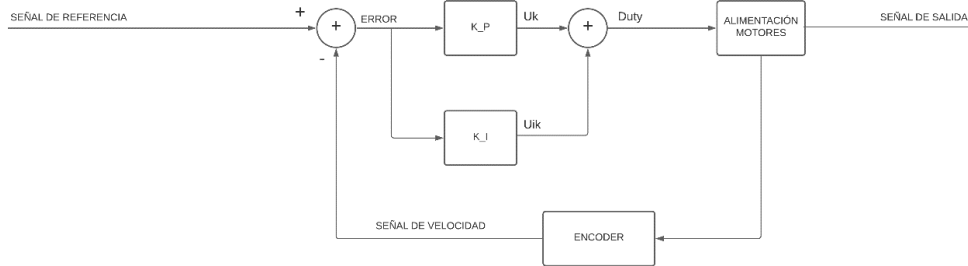 SEÑAL DE REFERENCIA
+
+
-
ERROR
K_P
Uk
+
Duty
ALIMENTACIÓN
MOTORES
SEÑAL DE SALIDA
K_I
Uik
SEÑAL DE VELOCIDAD
ENCODER